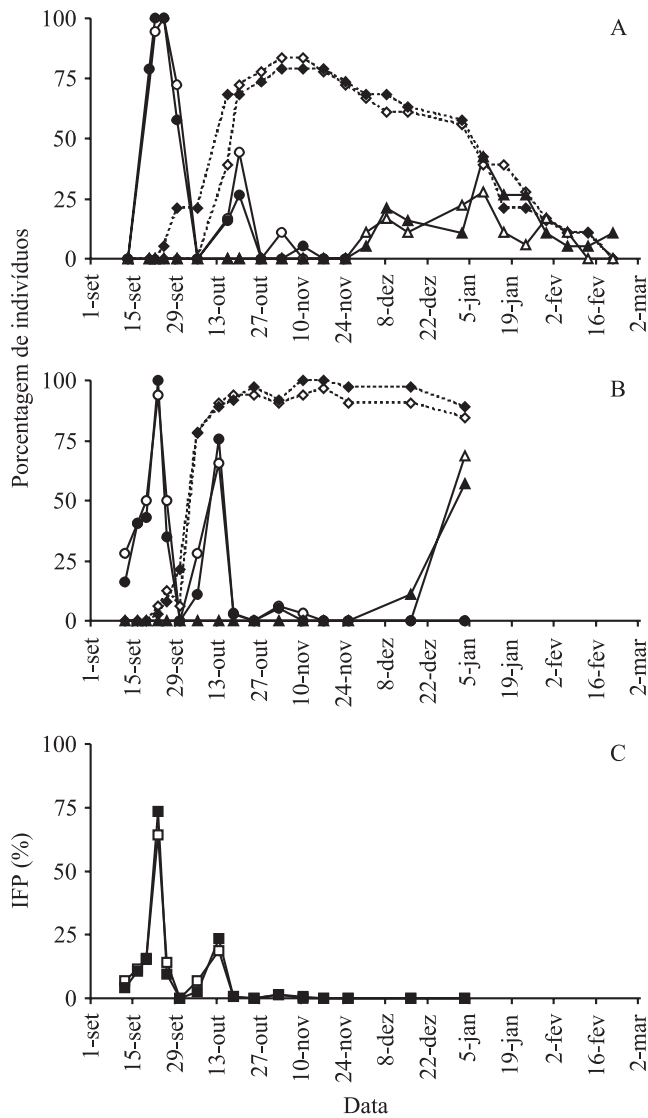 Porcentagem de indivíduos
A
100
75
50
25
0
1-set
15-set
29-set
13-out
27-out
10-nov
24-nov
8-dez
22-dez
5-jan
19-jan
2-fev
16-fev
2-mar
B
100
75
50
25
0
1-set
15-set
29-set
13-out
27-out
10-nov
24-nov
8-dez
22-dez
5-jan
19-jan
2-fev
16-fev
2-mar
C
IFP (%)
100
75
50
25
0
1-set
15-set
29-set
13-out
27-out
10-nov
24-nov
8-dez
22-dez
5-jan
19-jan
2-fev
16-fev
2-mar
Data